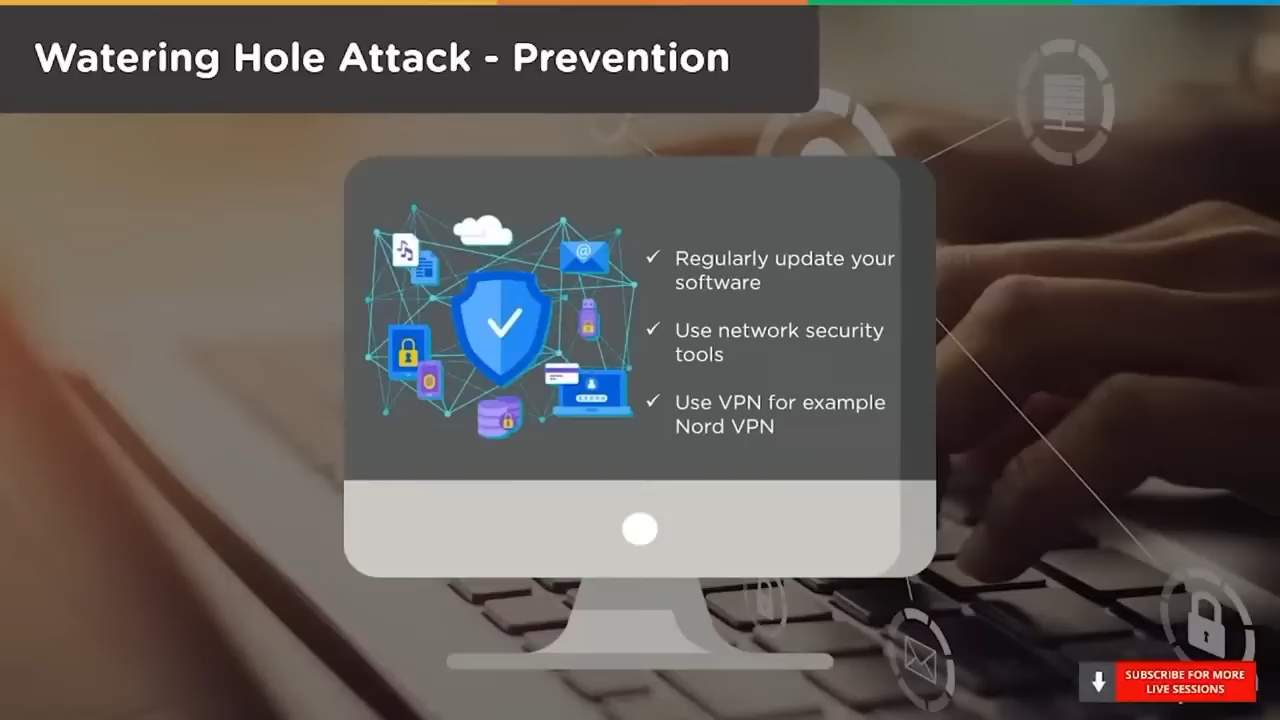 Watering Hole Attack - Prevention
@
✓ Regularly update your
software
✓ Use network security
tools
✓ Use VPN for example
Nord VPN
SUBSCRIBE FOR MORE
LIVE SESSIONS